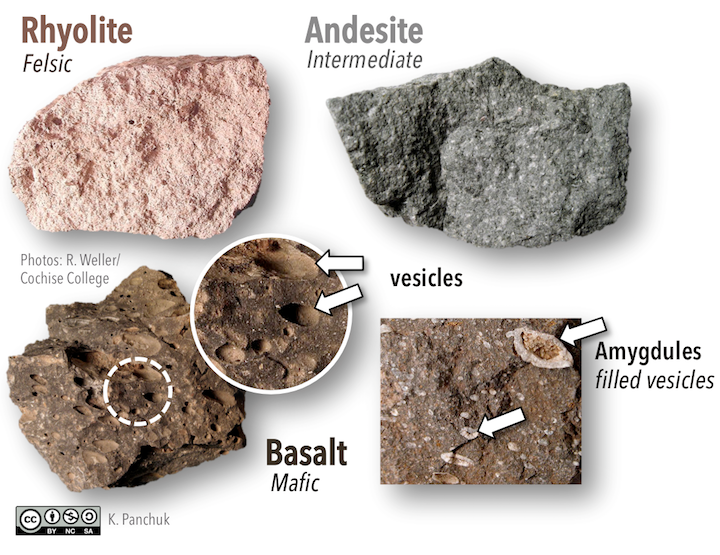 Rhyolite
Felsic
Andesite
Intermediate
Photos: R. Weller/
Cochise College
vesicles
Amygdules
filled vesicles
Basalt
Mafic
cc
BY NC SA
K. Panchuk